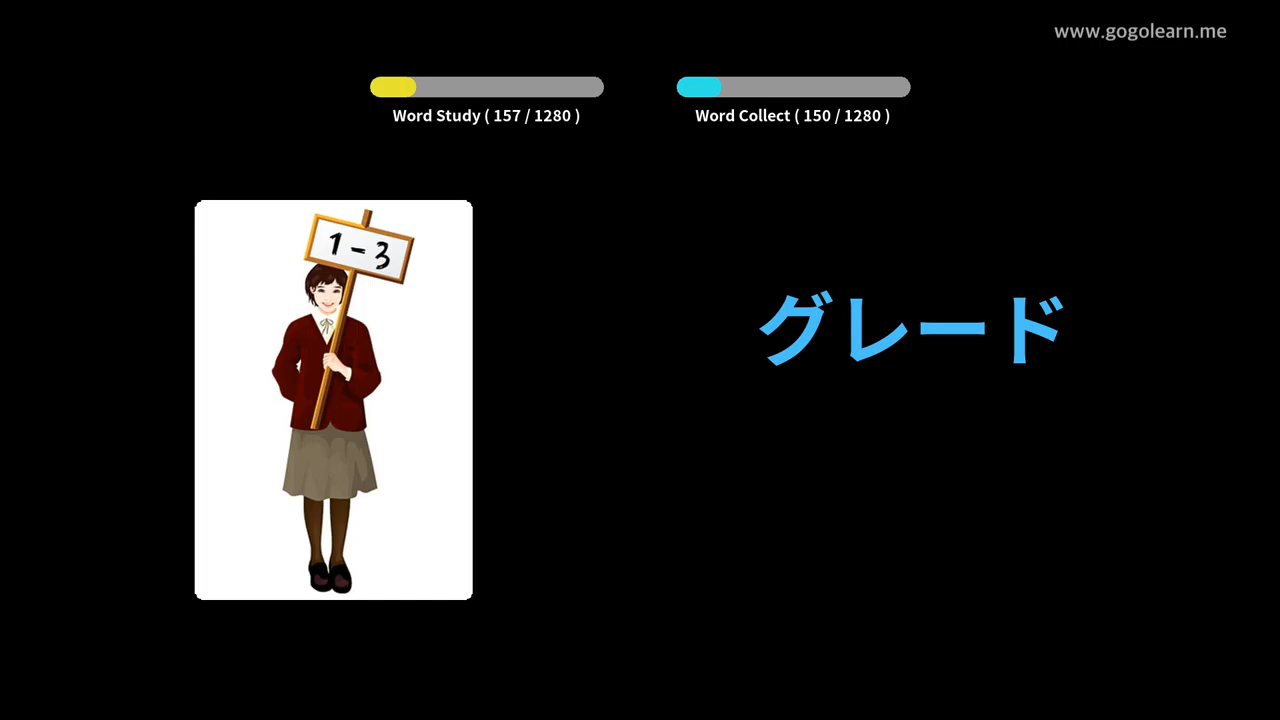 www.gogolearn.me
Word Study ( 157 / 1280 )
Word Collect ( 150 / 1280 )
1 - 3
グレード